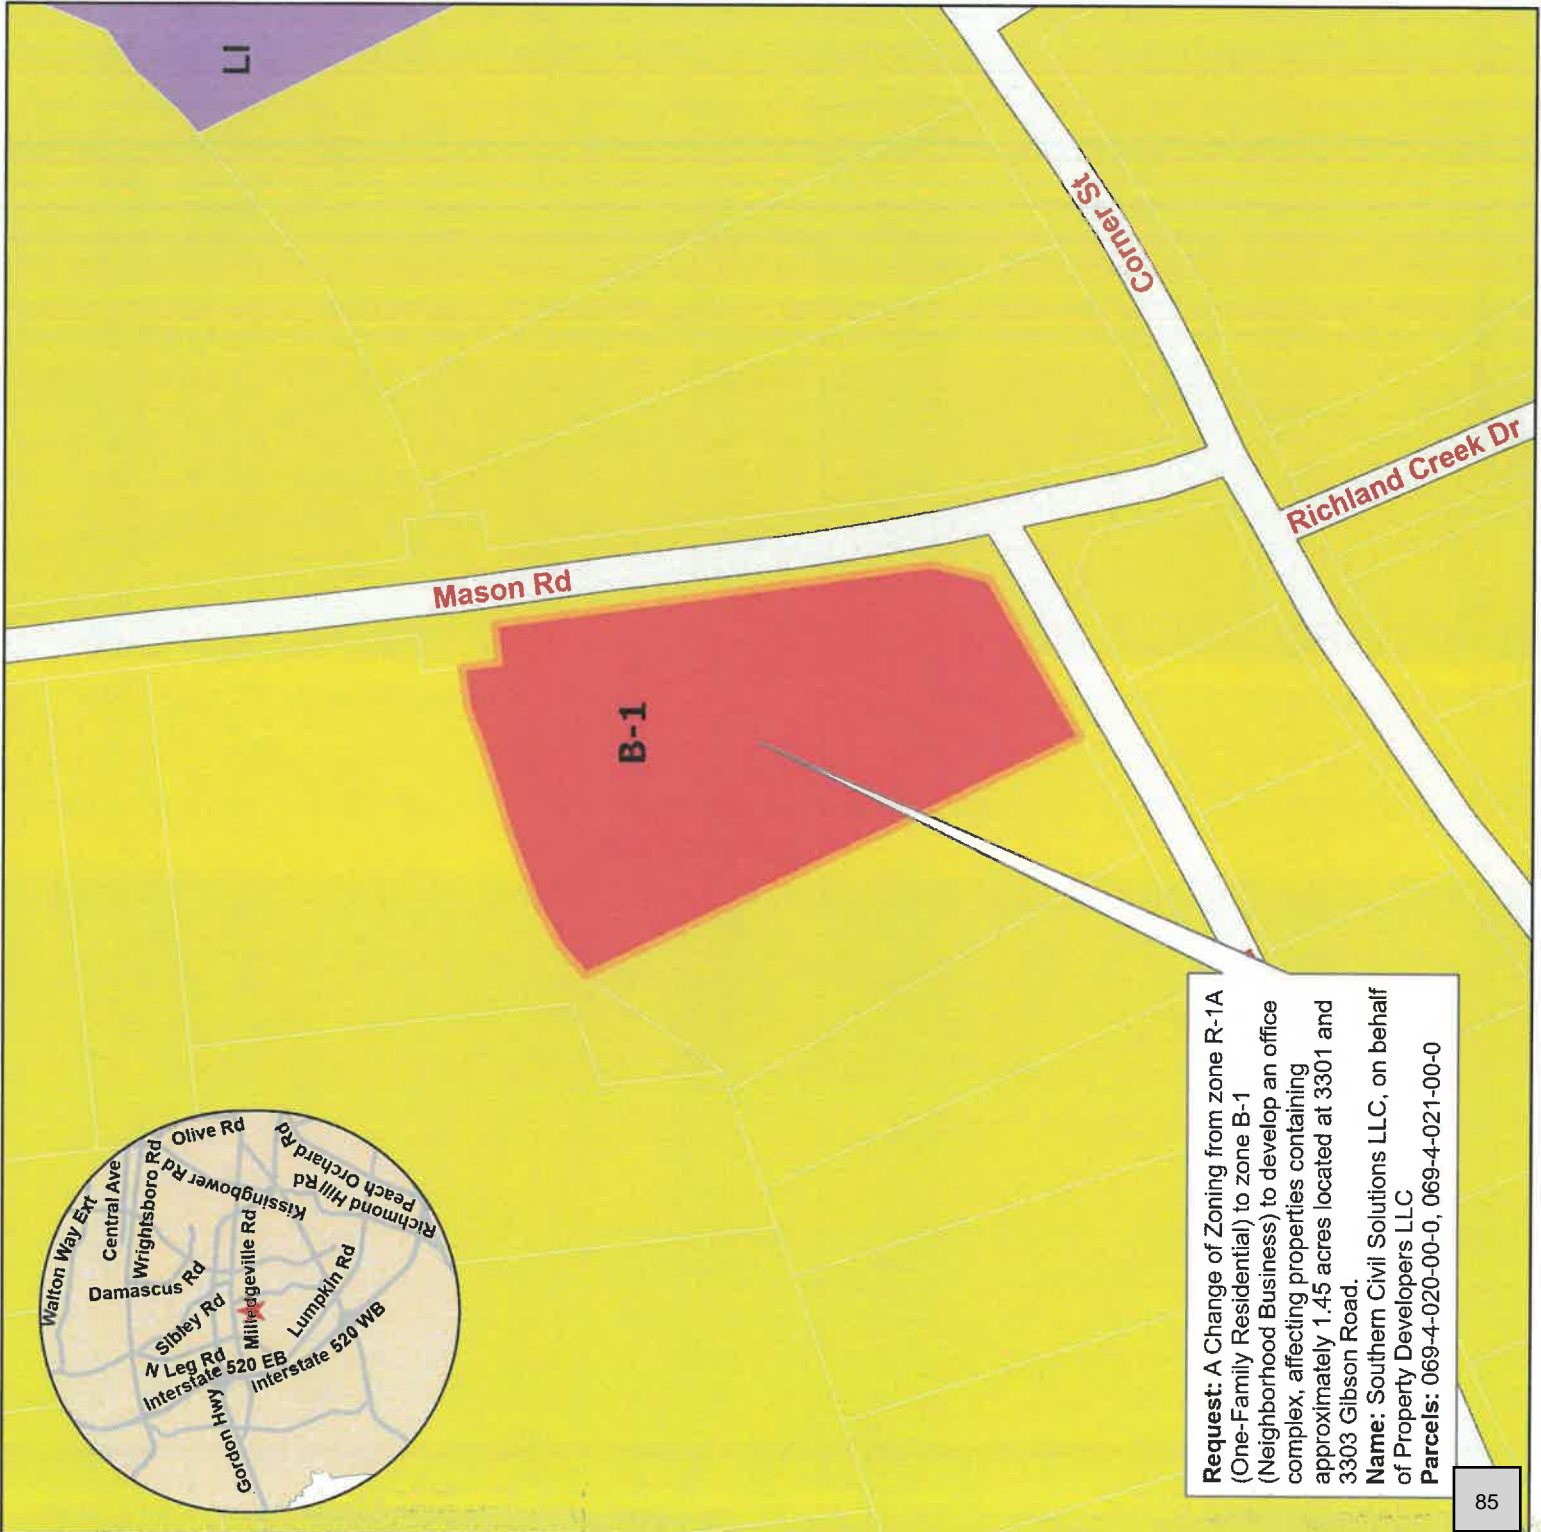 LI
Corner St
Richland Creek Dr
Mason Rd
B-1
Walton Way Ext
Central Ave
Wrightsboro Rd
Olive Rd
Damascus Rd
Kissingbower Rd
Sibley Rd
Milledgeville Rd
Richmond Hill Rd
Peach Orchard Rd
N Leg Rd
Lumpkin Rd
Interstate 520 EB
Interstate 520 WB
Gordon Hwy
Request: A Change of Zoning from zone R-1A
(One-Family Residential) to zone B-1
(Neighborhood Business) to develop an office
complex, affecting properties containing
approximately 1.45 acres located at 3301 and
3303 Gibson Road.
Name: Southern Civil Solutions LLC, on behalf
of Property Developers LLC
Parcels: 069-4-020-00-0, 069-4-021-00-0
85